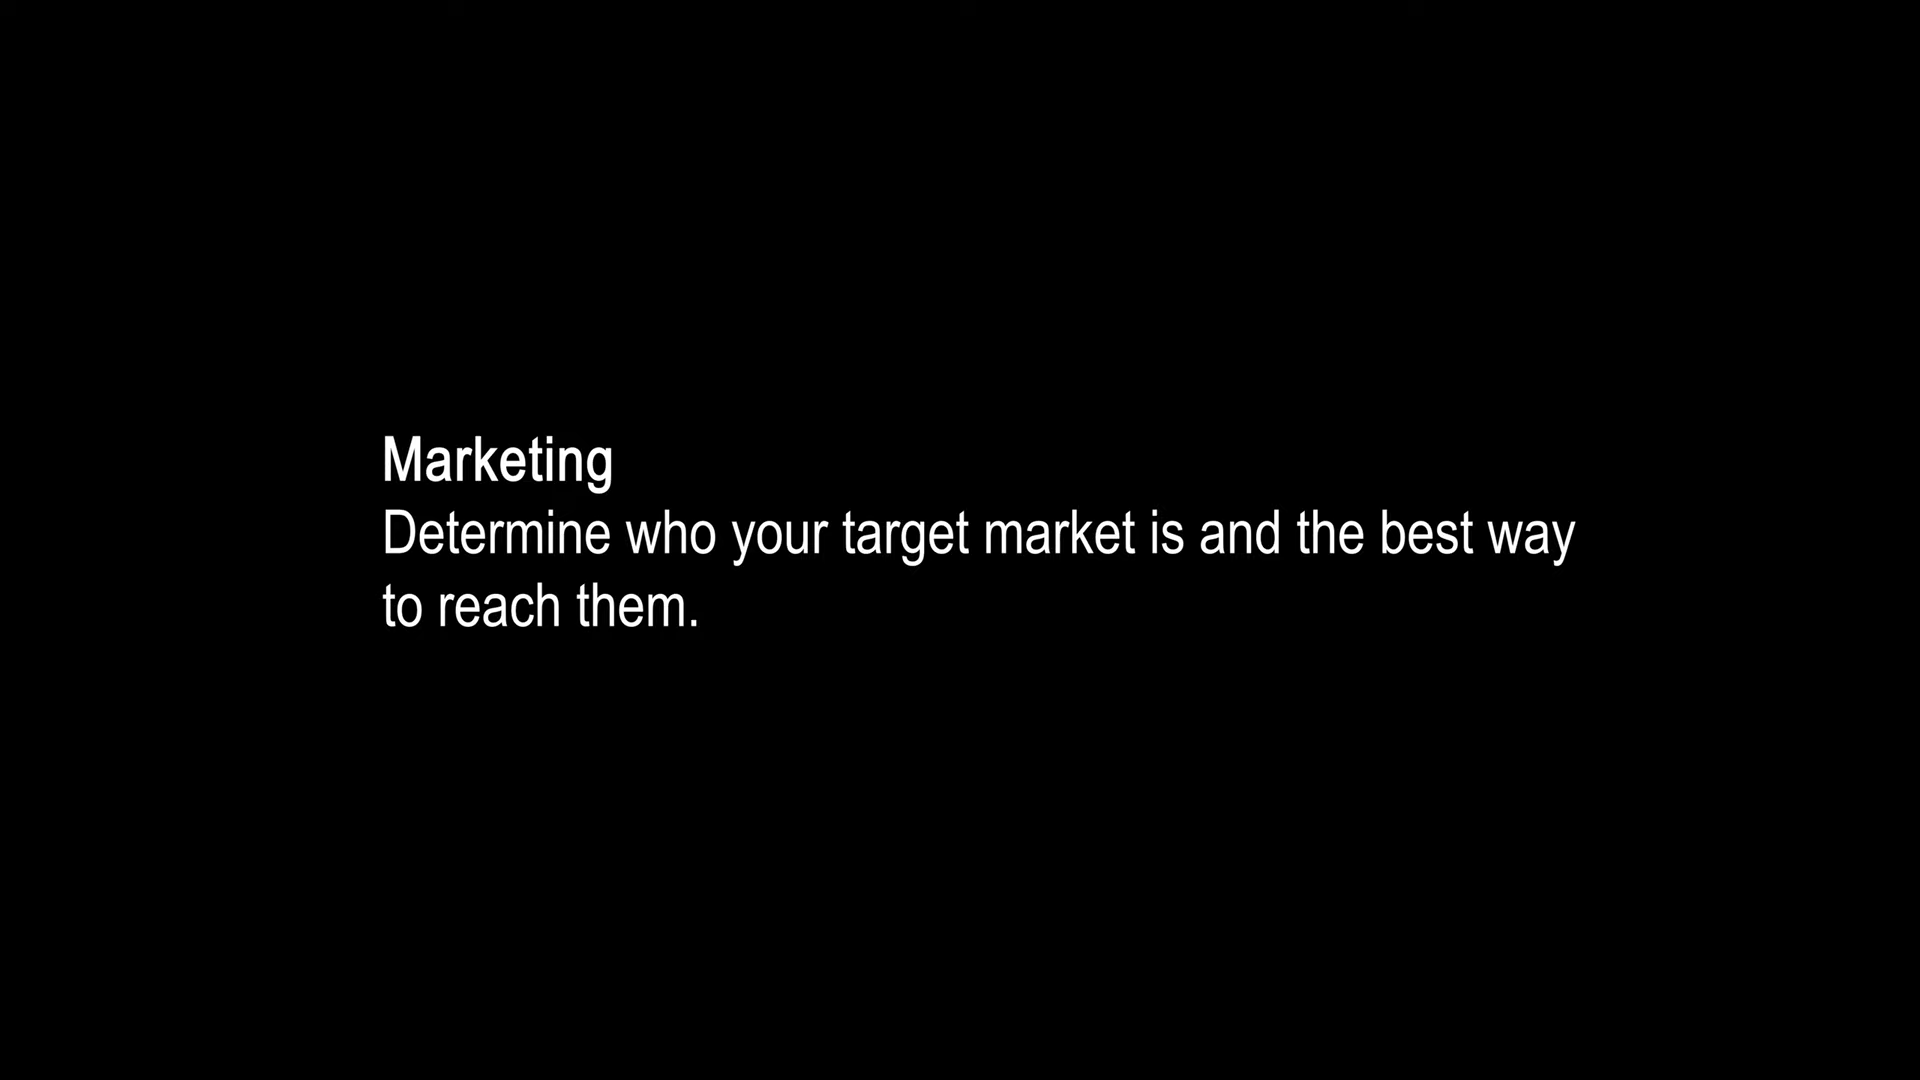 Marketing
Determine who your target market is and the best way
to reach them.